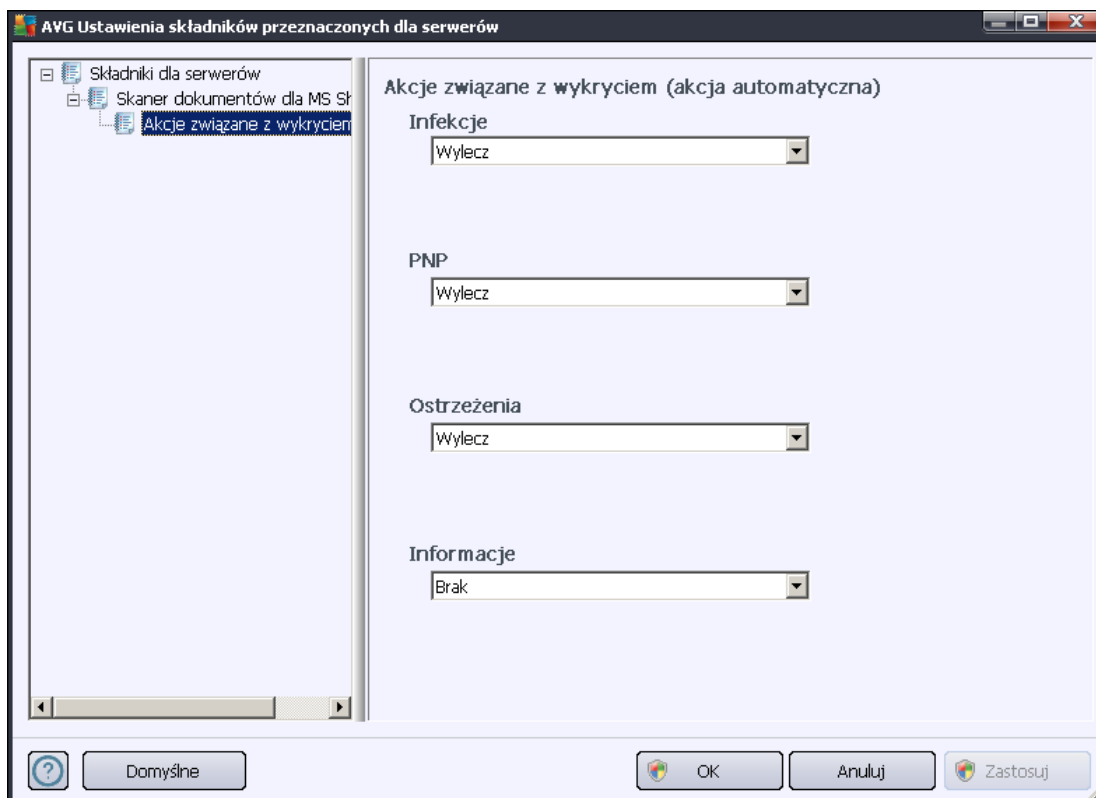 AVG Ustawienia składników przeznaczonych dla serwerów
Składniki dla serwerów
Skaner dokumentów dla MS Sh
Akcje związane z wykryciem
Akcje związane z wykryciem (akcja automatyczna)
Infekcje
Wylecz
PNP
Wylecz
Ostrzeżenia
Wylecz
Informacje
Brak
Domyślne
OK
Anuluj
Zastosuj